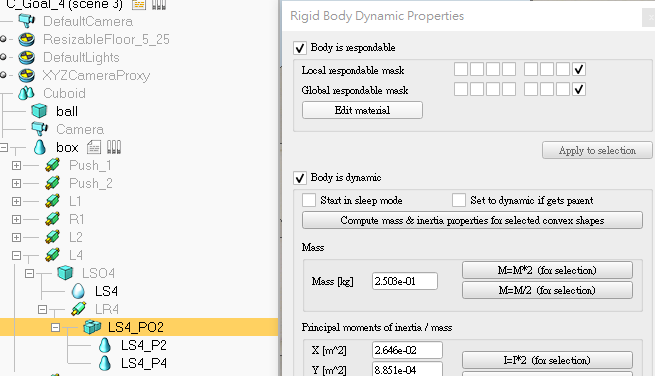 C_Goal_4 (scene 3)
DefaultCamera
ResizableFloor_5_25
DefaultLights
XYZCameraProxy
Cuboid
ball
Camera
box
Push_1
Push_2
L1
R1
L2
L4
LSO4
LS4
LR4
LS4_PO2
LS4_P2
LS4_P4
Rigid Body Dynamic Properties
Body is respondable
Local respondable mask
Global respondable mask
Edit material
Apply to selection
Body is dynamic
Start in sleep mode
Set to dynamic if gets parent
Compute mass & inertia properties for selected convex shapes
Mass
Mass [kg]
2.503e-01
M=M*2 (for selection)
M=M/2 (for selection)
Principal moments of inertia / mass
X [m^2]
2.646e-02
I=I*2 (for selection)
Y [m^2]
8.851e-04